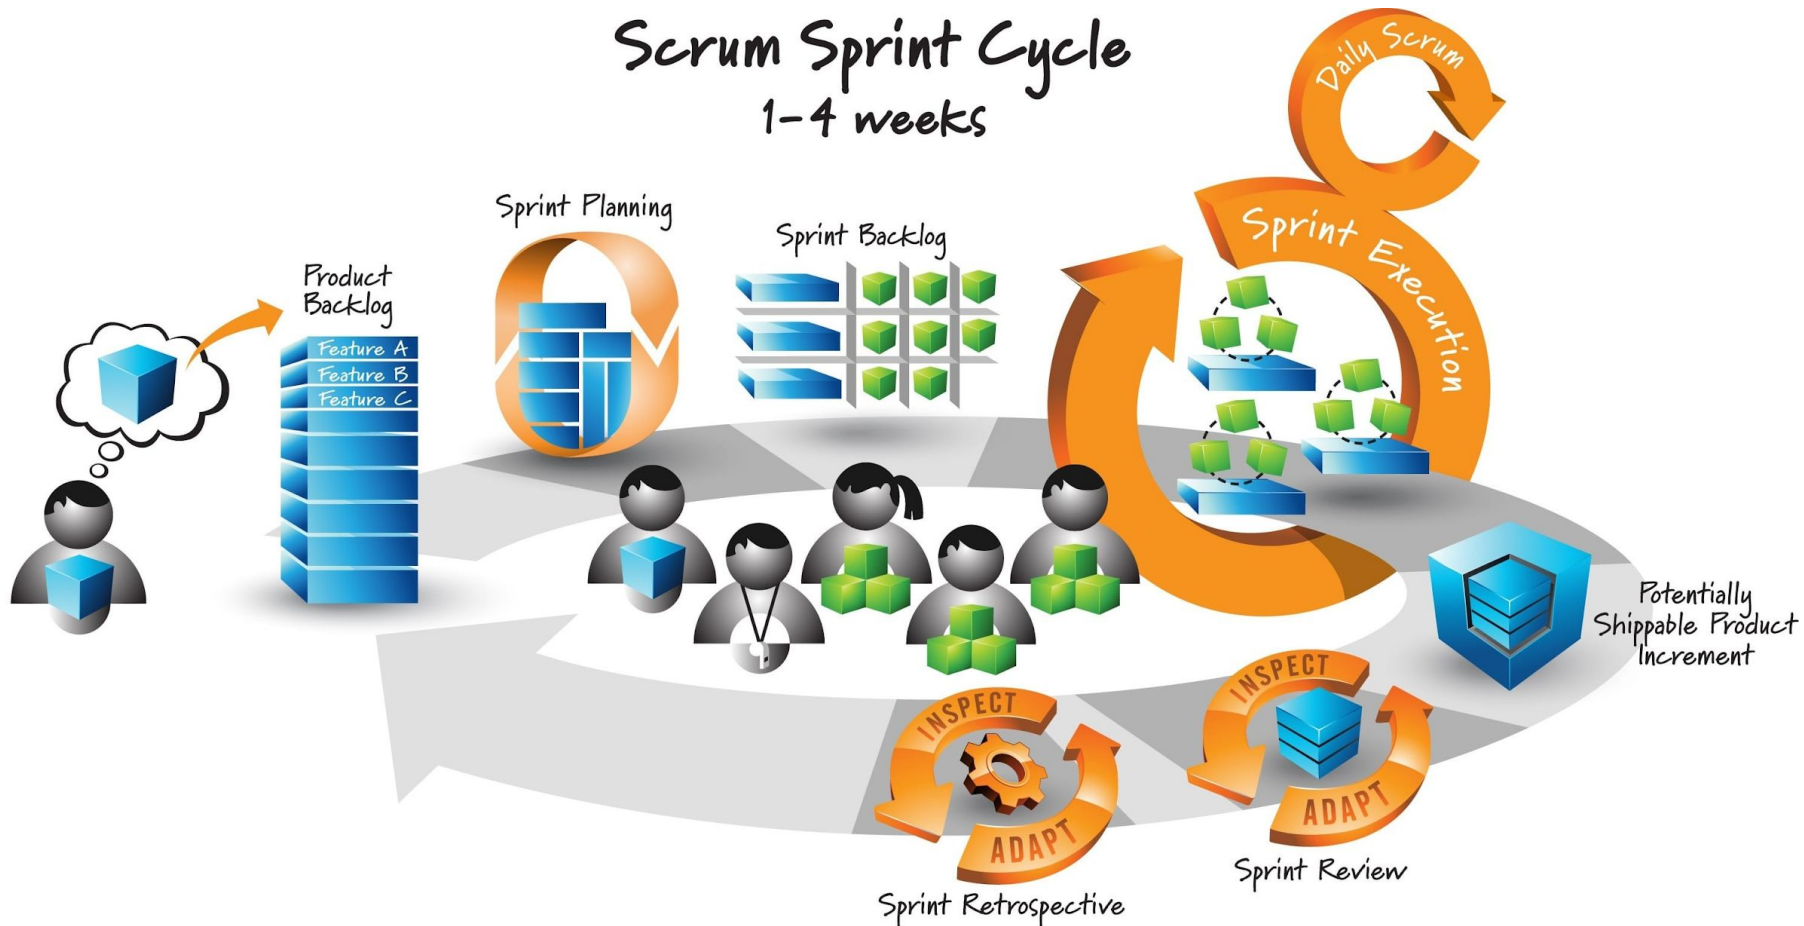 Scrum Sprint Cycle
1-4 weeks
Daily Scrum
Sprint Execution
Sprint Planning
Sprint Backlog
Product
Backlog
Feature A
Feature B
Feature C
Potentially
Shippable Product
Increment
INSPECT
ADAPT
Sprint Review
INSPECT
ADAPT
Sprint Retrospective